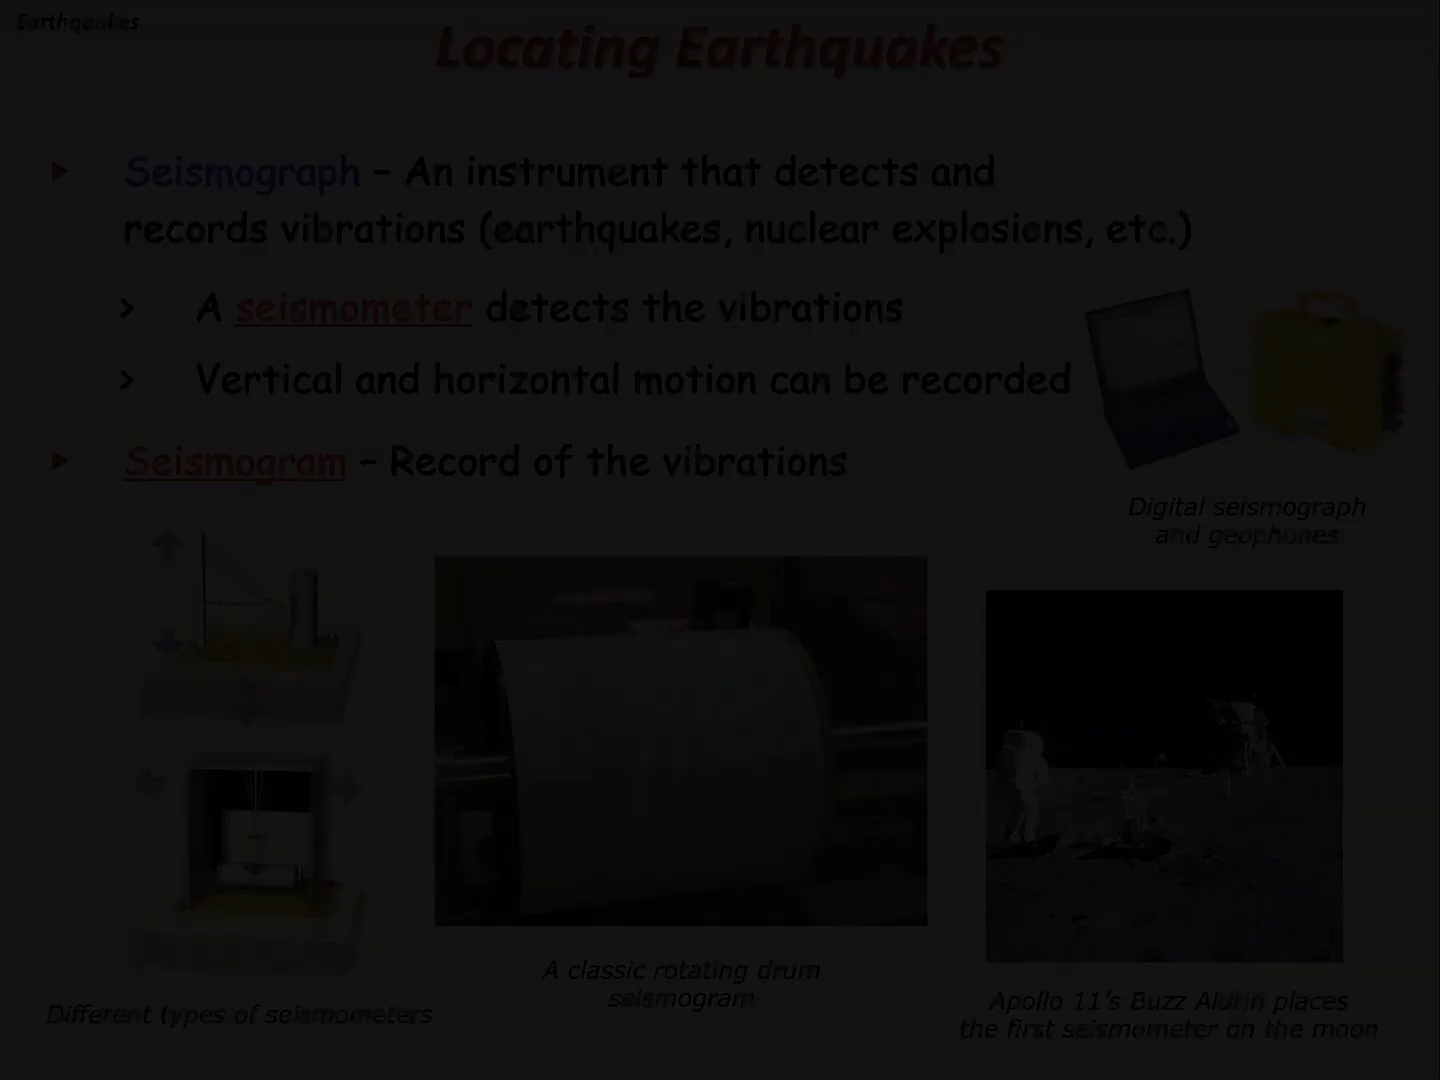 Earthquakes
Locating Earthquakes
Seismograph – An instrument that detects and
records vibrations (earthquakes, nuclear explosions, etc.)
A seismometer detects the vibrations
Vertical and horizontal motion can be recorded
Seismogram – Record of the vibrations
Digital seismograph
and geophones
A classic rotating drum
seismogram
Different types of seismometers
Apollo 11's Buzz Aldrin places
the first seismometer on the moon